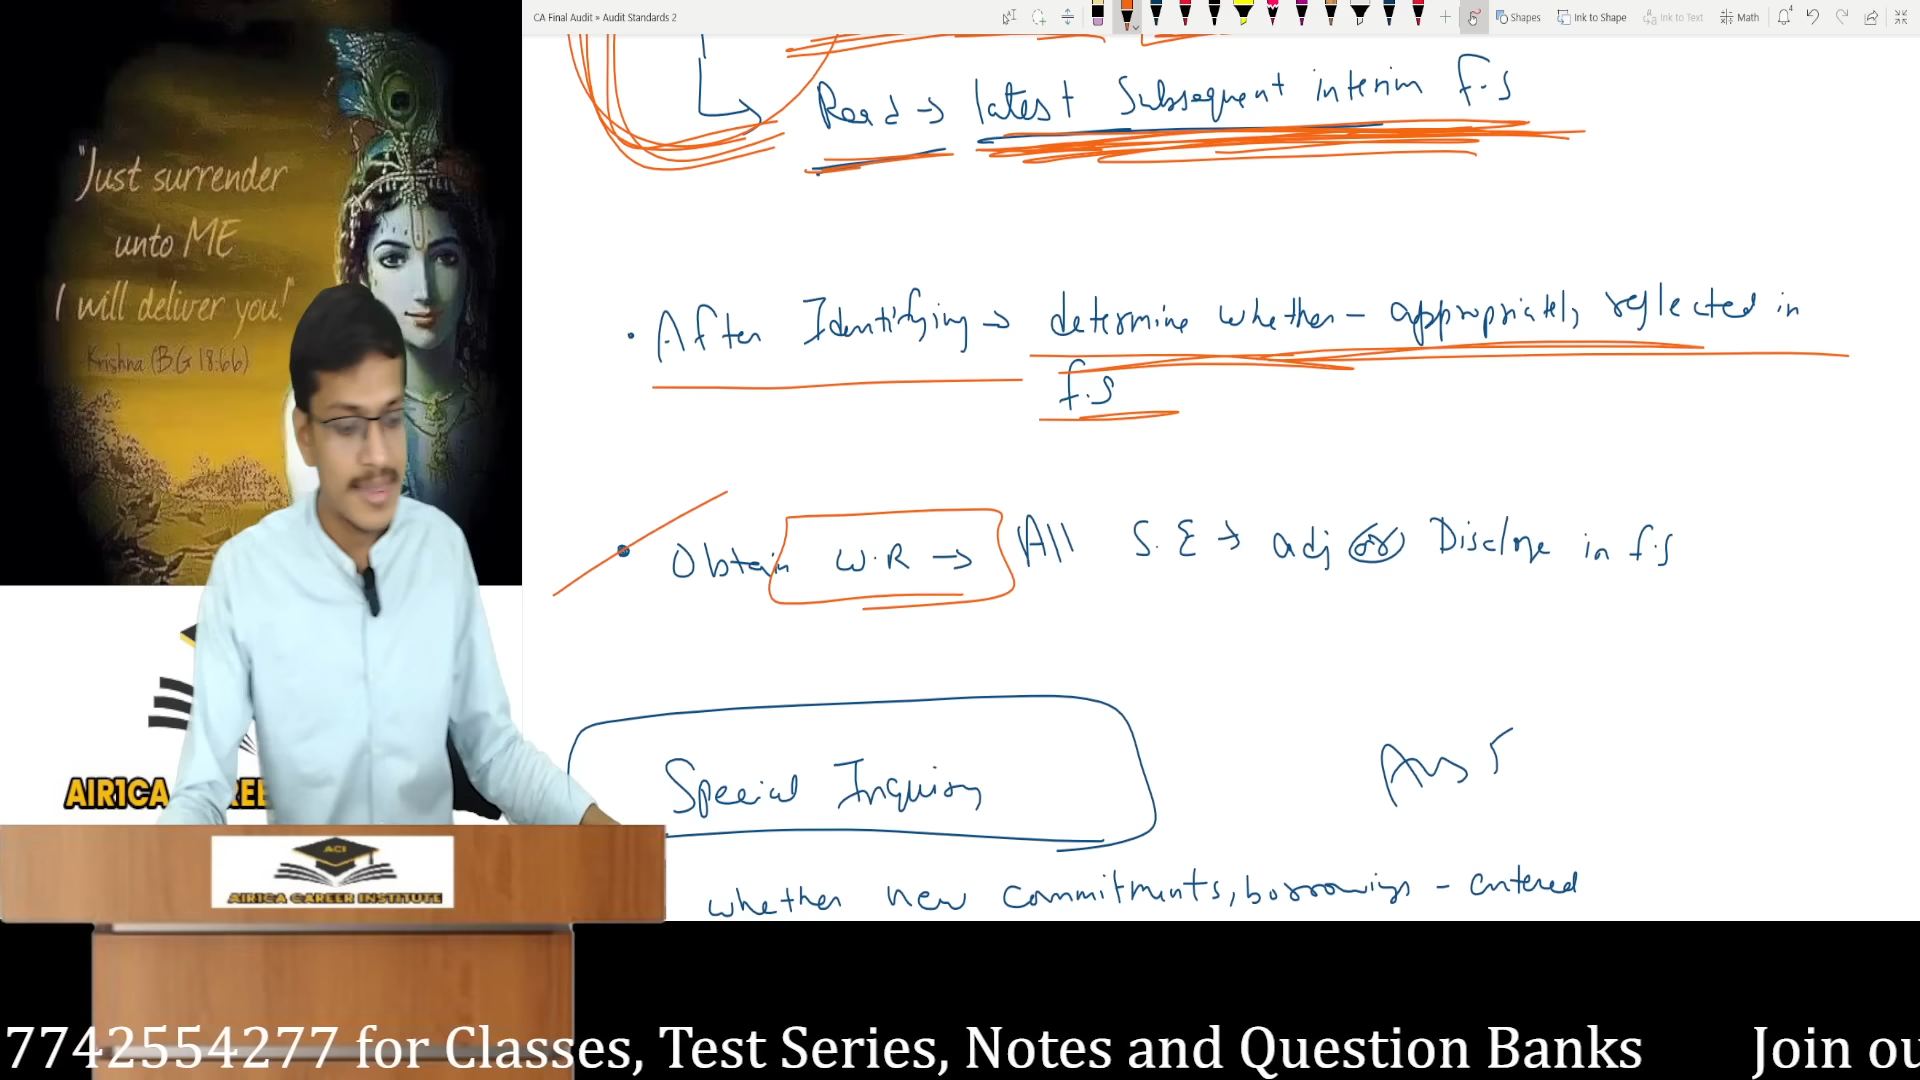 CA Final Audit » Audit Standards 2
Shapes
Ink to Shape
Ink to Text
Math
"Just surrender
unto ME
I will deliver you!"
- Krishna (B.G 18.66)
Read → latest Subsequent interim F.S
· After Identifying → determine whether - appropriately reflected in
F.S
• Obtain W.R → All S.E → adj or Disclose in F.S
Special Inquiry
Ans 5
whether new commitments, borrowings - entered
AIR1CA
ACI
AIR1CA CAREER INSTITUTE
7742554277 for Classes, Test Series, Notes and Question Banks
Join ou